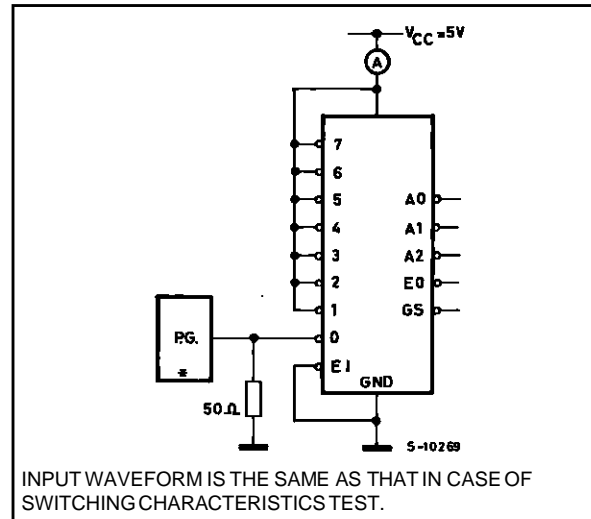 VCC=5V
A
7
6
5
4
3
2
1
0
EI
A0
A1
A2
E0
GS
GND
P.G.
*
50Ω
S-10269
INPUT WAVEFORM IS THE SAME AS THAT IN CASE OF
SWITCHING CHARACTERISTICS TEST.